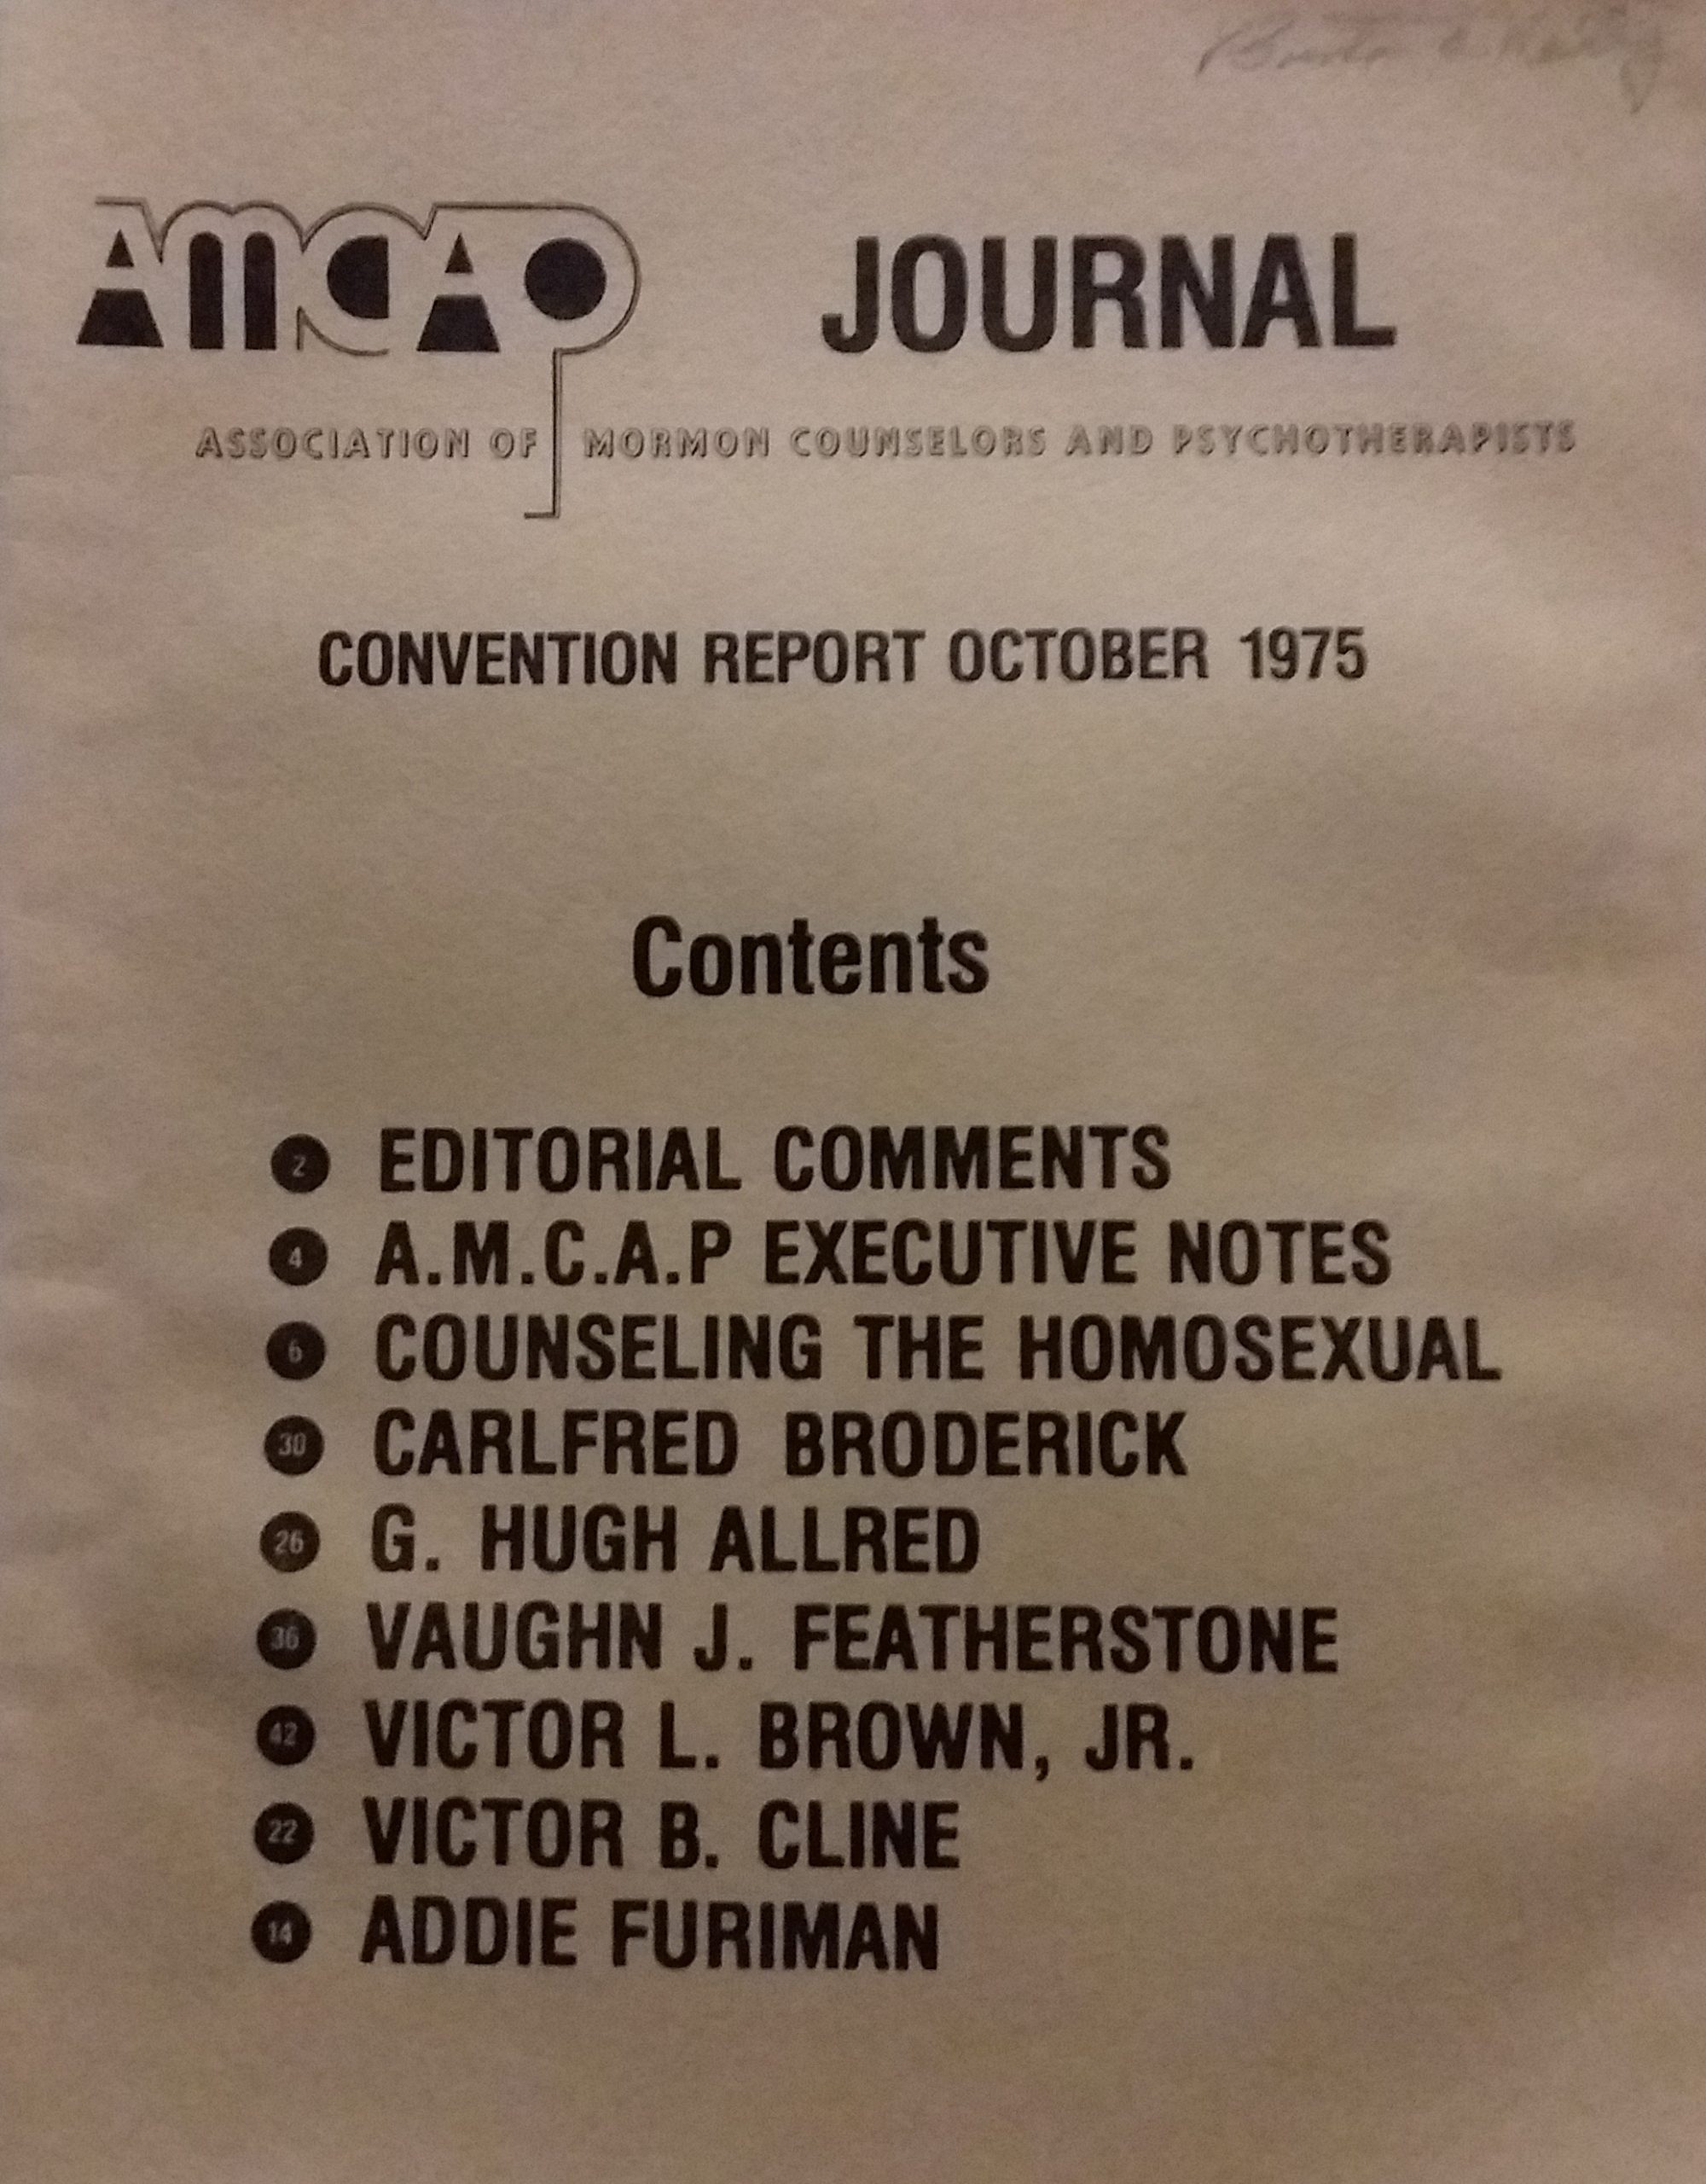 AMCAP JOURNAL
ASSOCIATION OF MORMON COUNSELORS AND PSYCHOTHERAPISTS
CONVENTION REPORT OCTOBER 1975
Contents
2 EDITORIAL COMMENTS
4 A.M.C.A.P EXECUTIVE NOTES
6 COUNSELING THE HOMOSEXUAL
30 CARLFRED BRODERICK
26 G. HUGH ALLRED
36 VAUGHN J. FEATHERSTONE
42 VICTOR L. BROWN, JR.
22 VICTOR B. CLINE
14 ADDIE FURIMAN